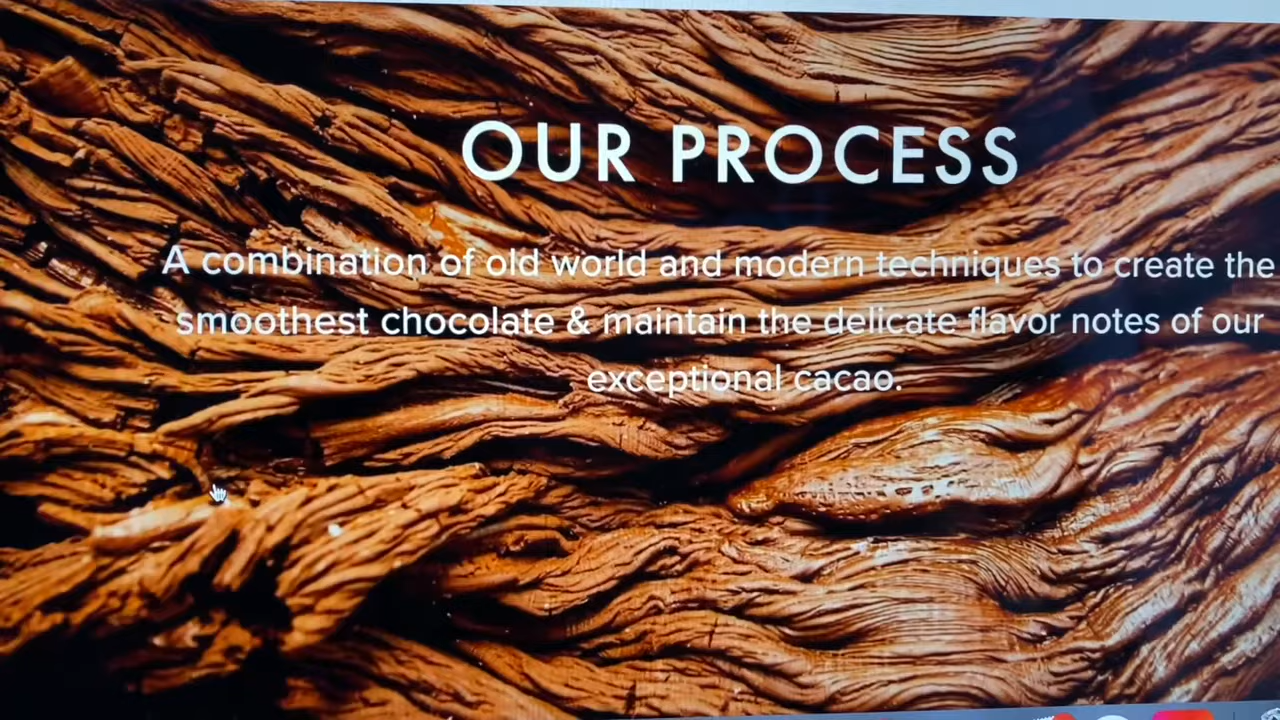 OUR PROCESS
A combination of old world and modern techniques to create the
smoothest chocolate & maintain the delicate flavor notes of our
exceptional cacao.